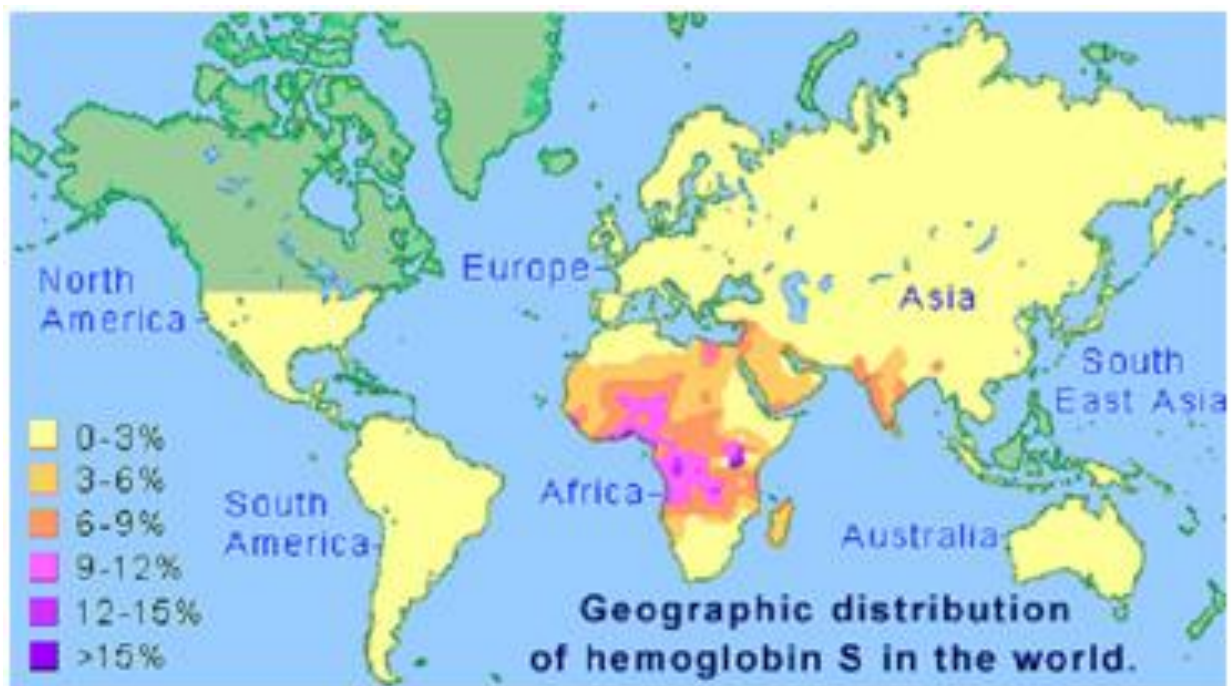 North
America
Europe
Asia
South
East Asia
0-3%
3-6%
6-9%
9-12%
12-15%
>15%
South
America
Africa
Australia
Geographic distribution
of hemoglobin S in the world.